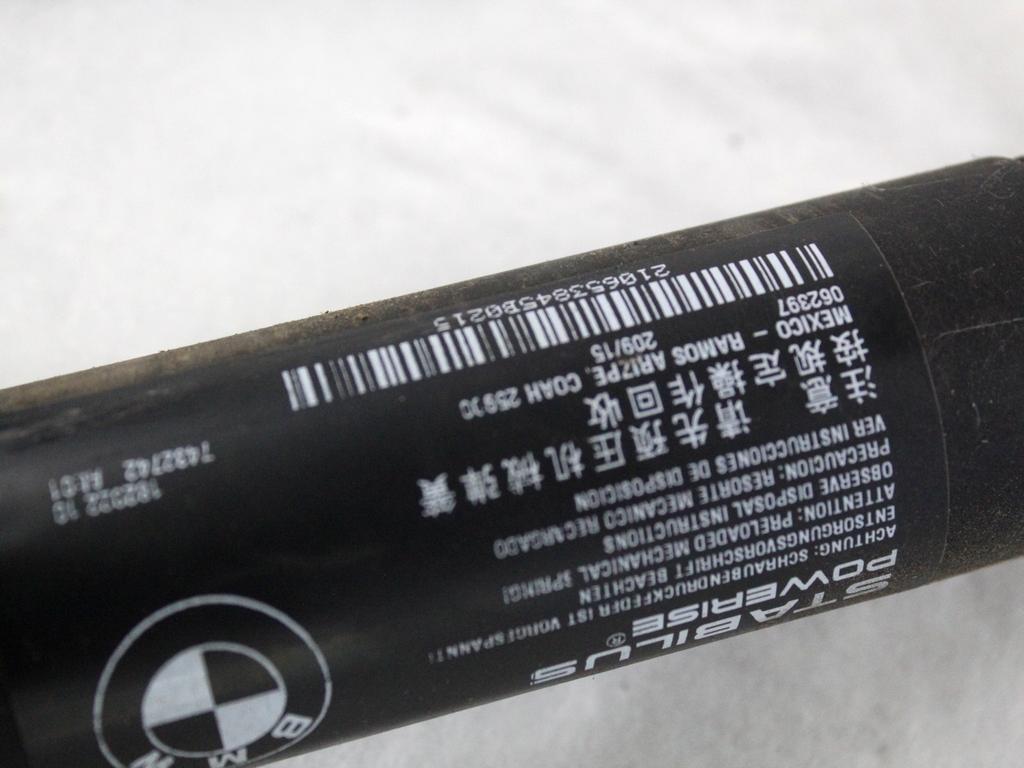 STABILUS®
POWERISE
ACHTUNG: SCHRAUBENDRUCKFEDER IST VORGESPANNT!
ENTSORGUNGSVORSCHRIFT BEACHTEN
ATTENTION: PRELOADED MECHANICAL SPRING!
OBSERVE DISPOSAL INSTRUCTIONS
PRECAUCION: RESORTE MECANICO RECARGADO
VER INSTRUCCIONES DE DISPOSICION
注意 请先预压机械弹簧
按规定操作回收
MEXICO - RAMOS ARIZPE, COAH 25900
062397 209/15
210653845B0215
BMW
7432742